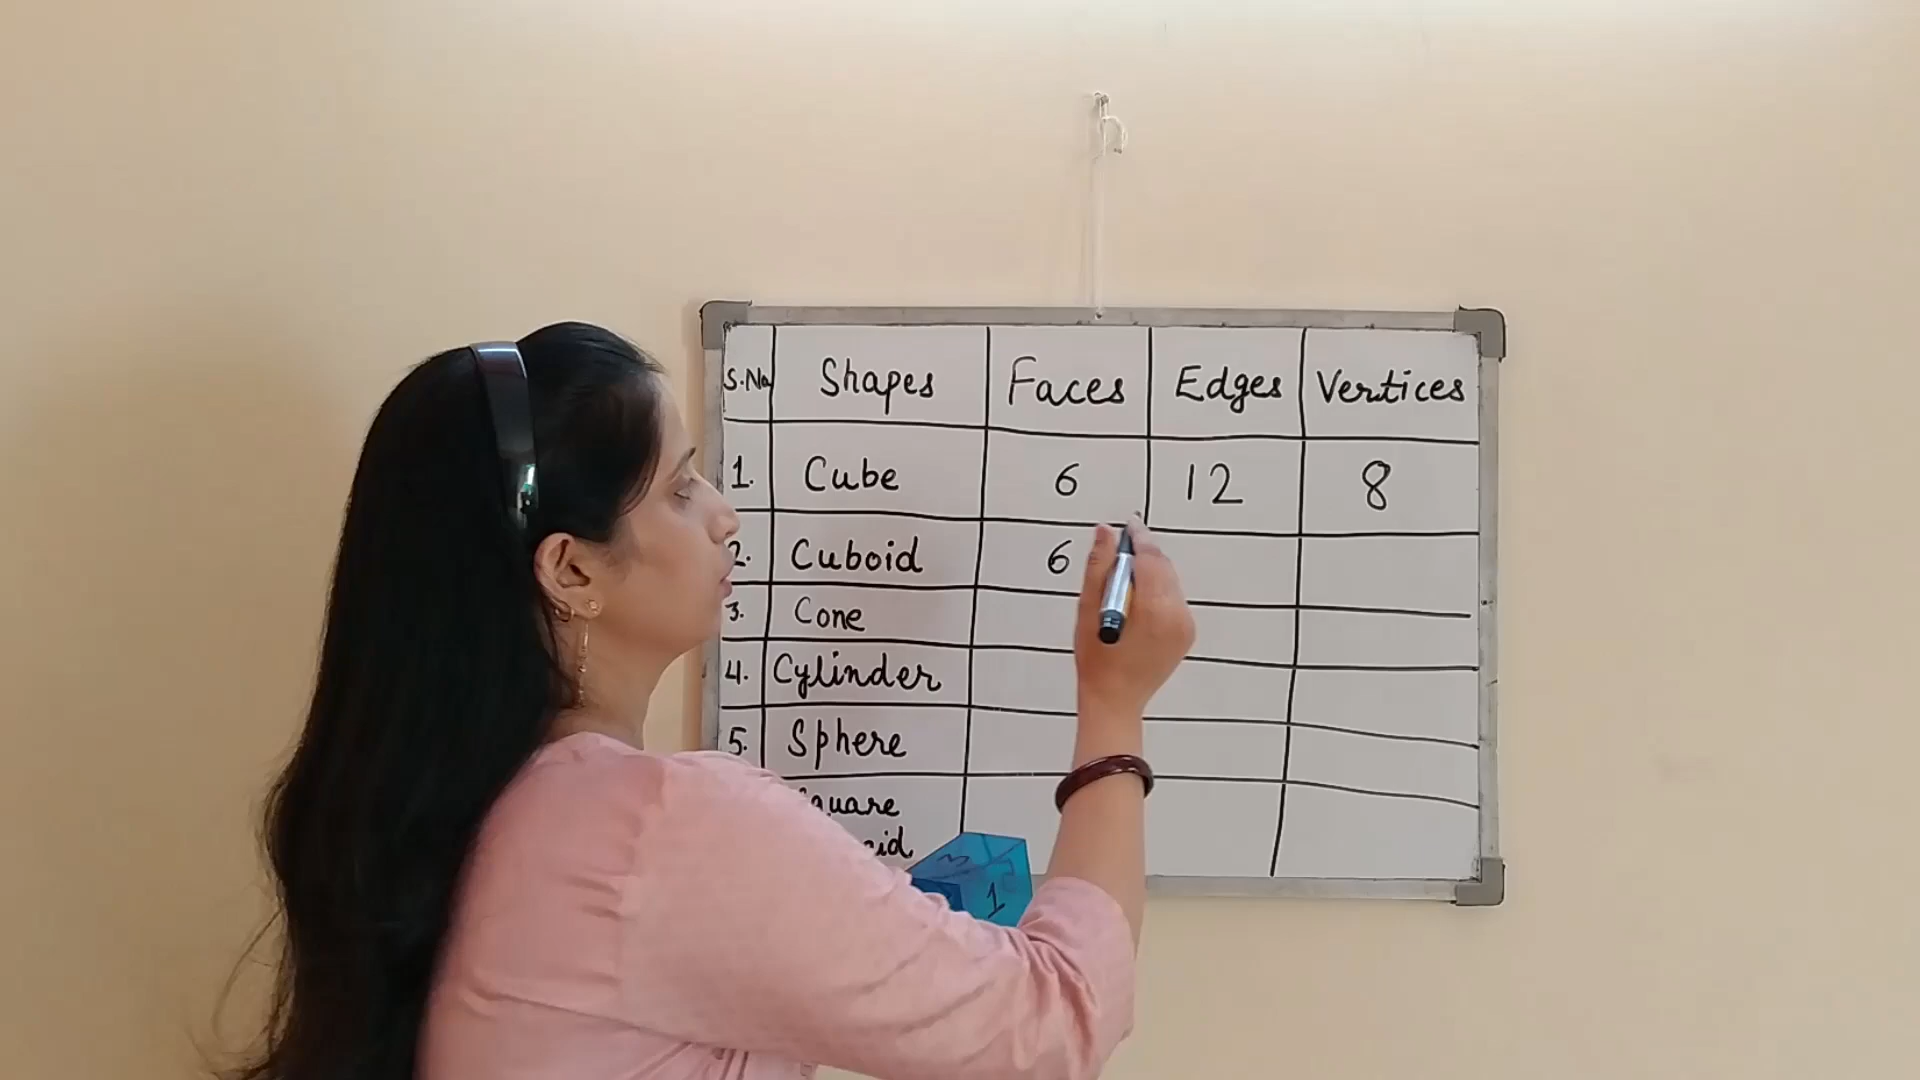 S.No Shapes Faces Edges Vertices
1. Cube 6 12 8
2. Cuboid 6
3. Cone
4. Cylinder
5. Sphere
1